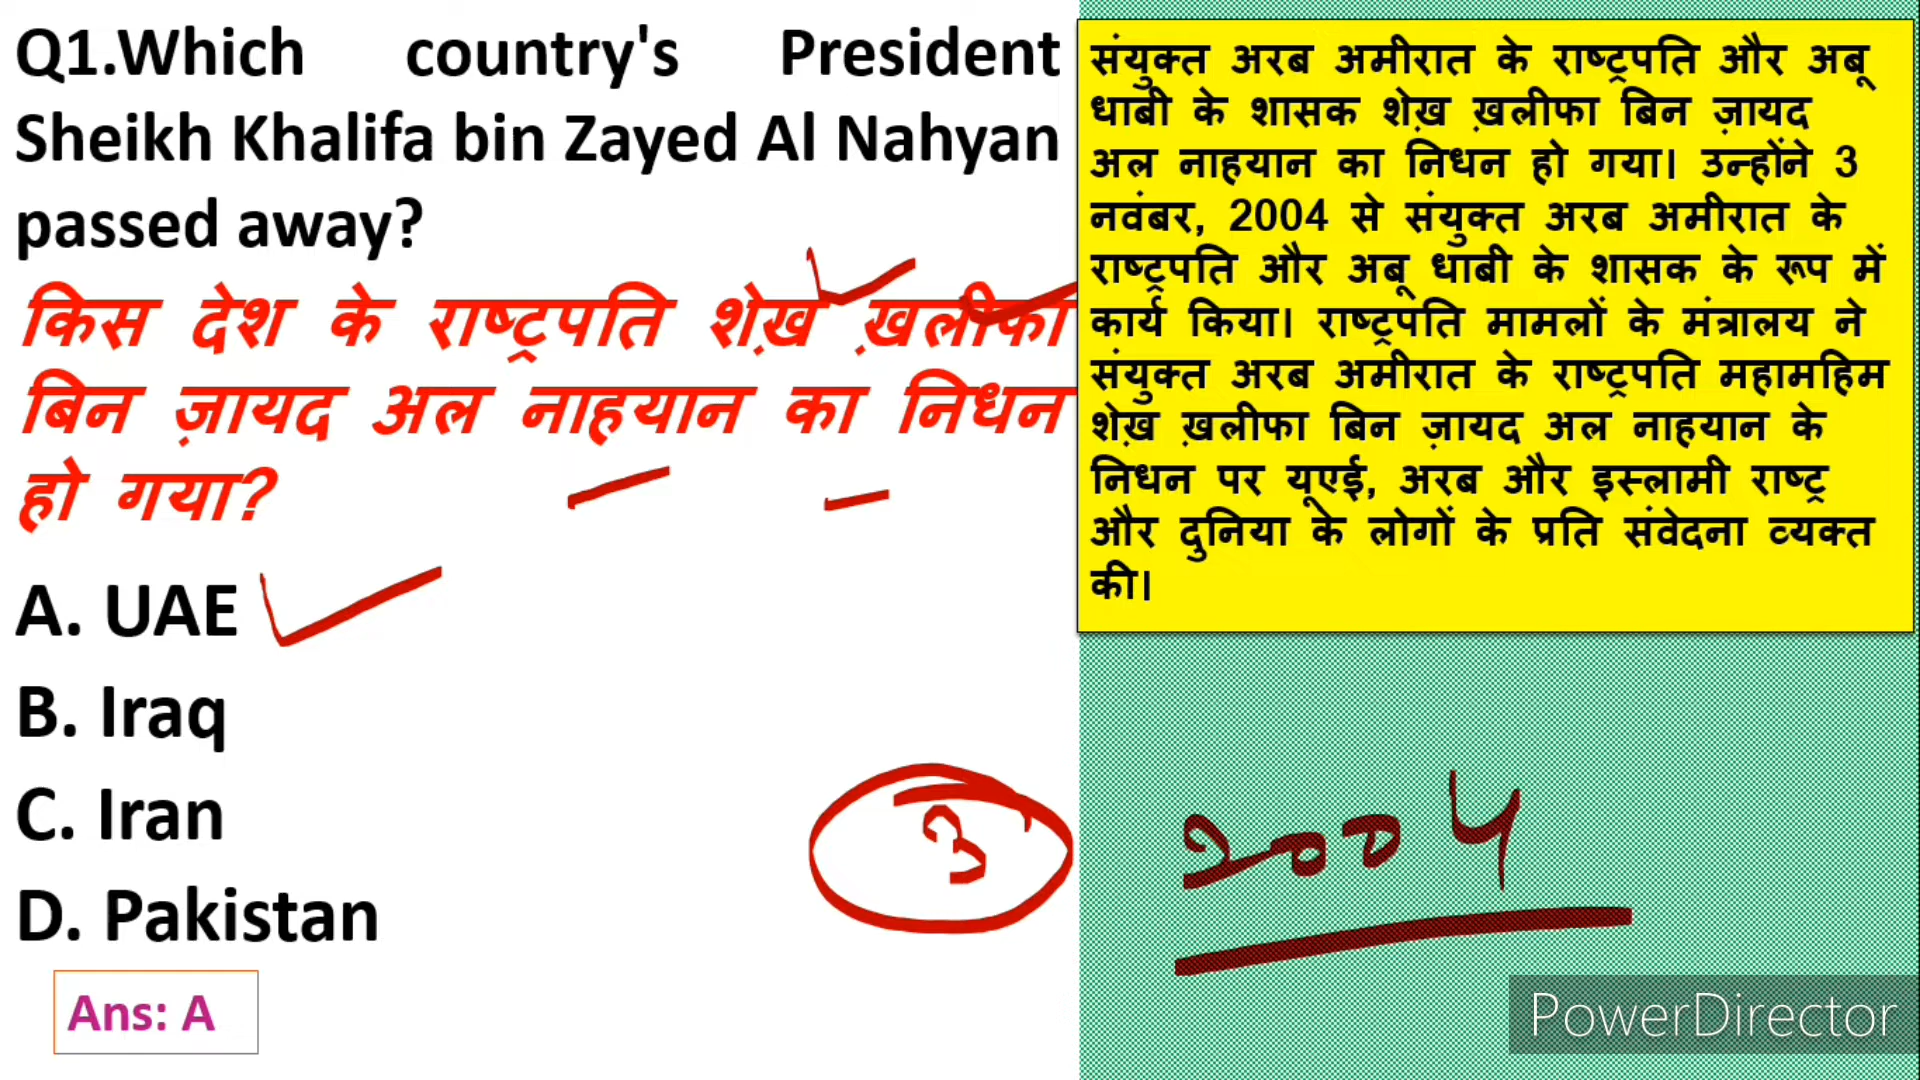 Q1.Which country's President
Sheikh Khalifa bin Zayed Al Nahyan
passed away?
किस देश के राष्ट्रपति शेख़ ख़लीफा
बिन ज़ायद अल नाहयान का निधन
हो गया?
A. UAE
B. Iraq
C. Iran
D. Pakistan
Ans: A
संयुक्त अरब अमीरात के राष्ट्रपति और अबू
धाबी के शासक शेख़ ख़लीफा बिन ज़ायद
अल नाहयान का निधन हो गया। उन्होंने 3
नवंबर, 2004 से संयुक्त अरब अमीरात के
राष्ट्रपति और अबू धाबी के शासक के रूप में
कार्य किया। राष्ट्रपति मामलों के मंत्रालय ने
संयुक्त अरब अमीरात के राष्ट्रपति महामहिम
शेख़ ख़लीफा बिन ज़ायद अल नाहयान के
निधन पर यूएई, अरब और इस्लामी राष्ट्र
और दुनिया के लोगों के प्रति संवेदना व्यक्त
की।
3
2004
PowerDirector